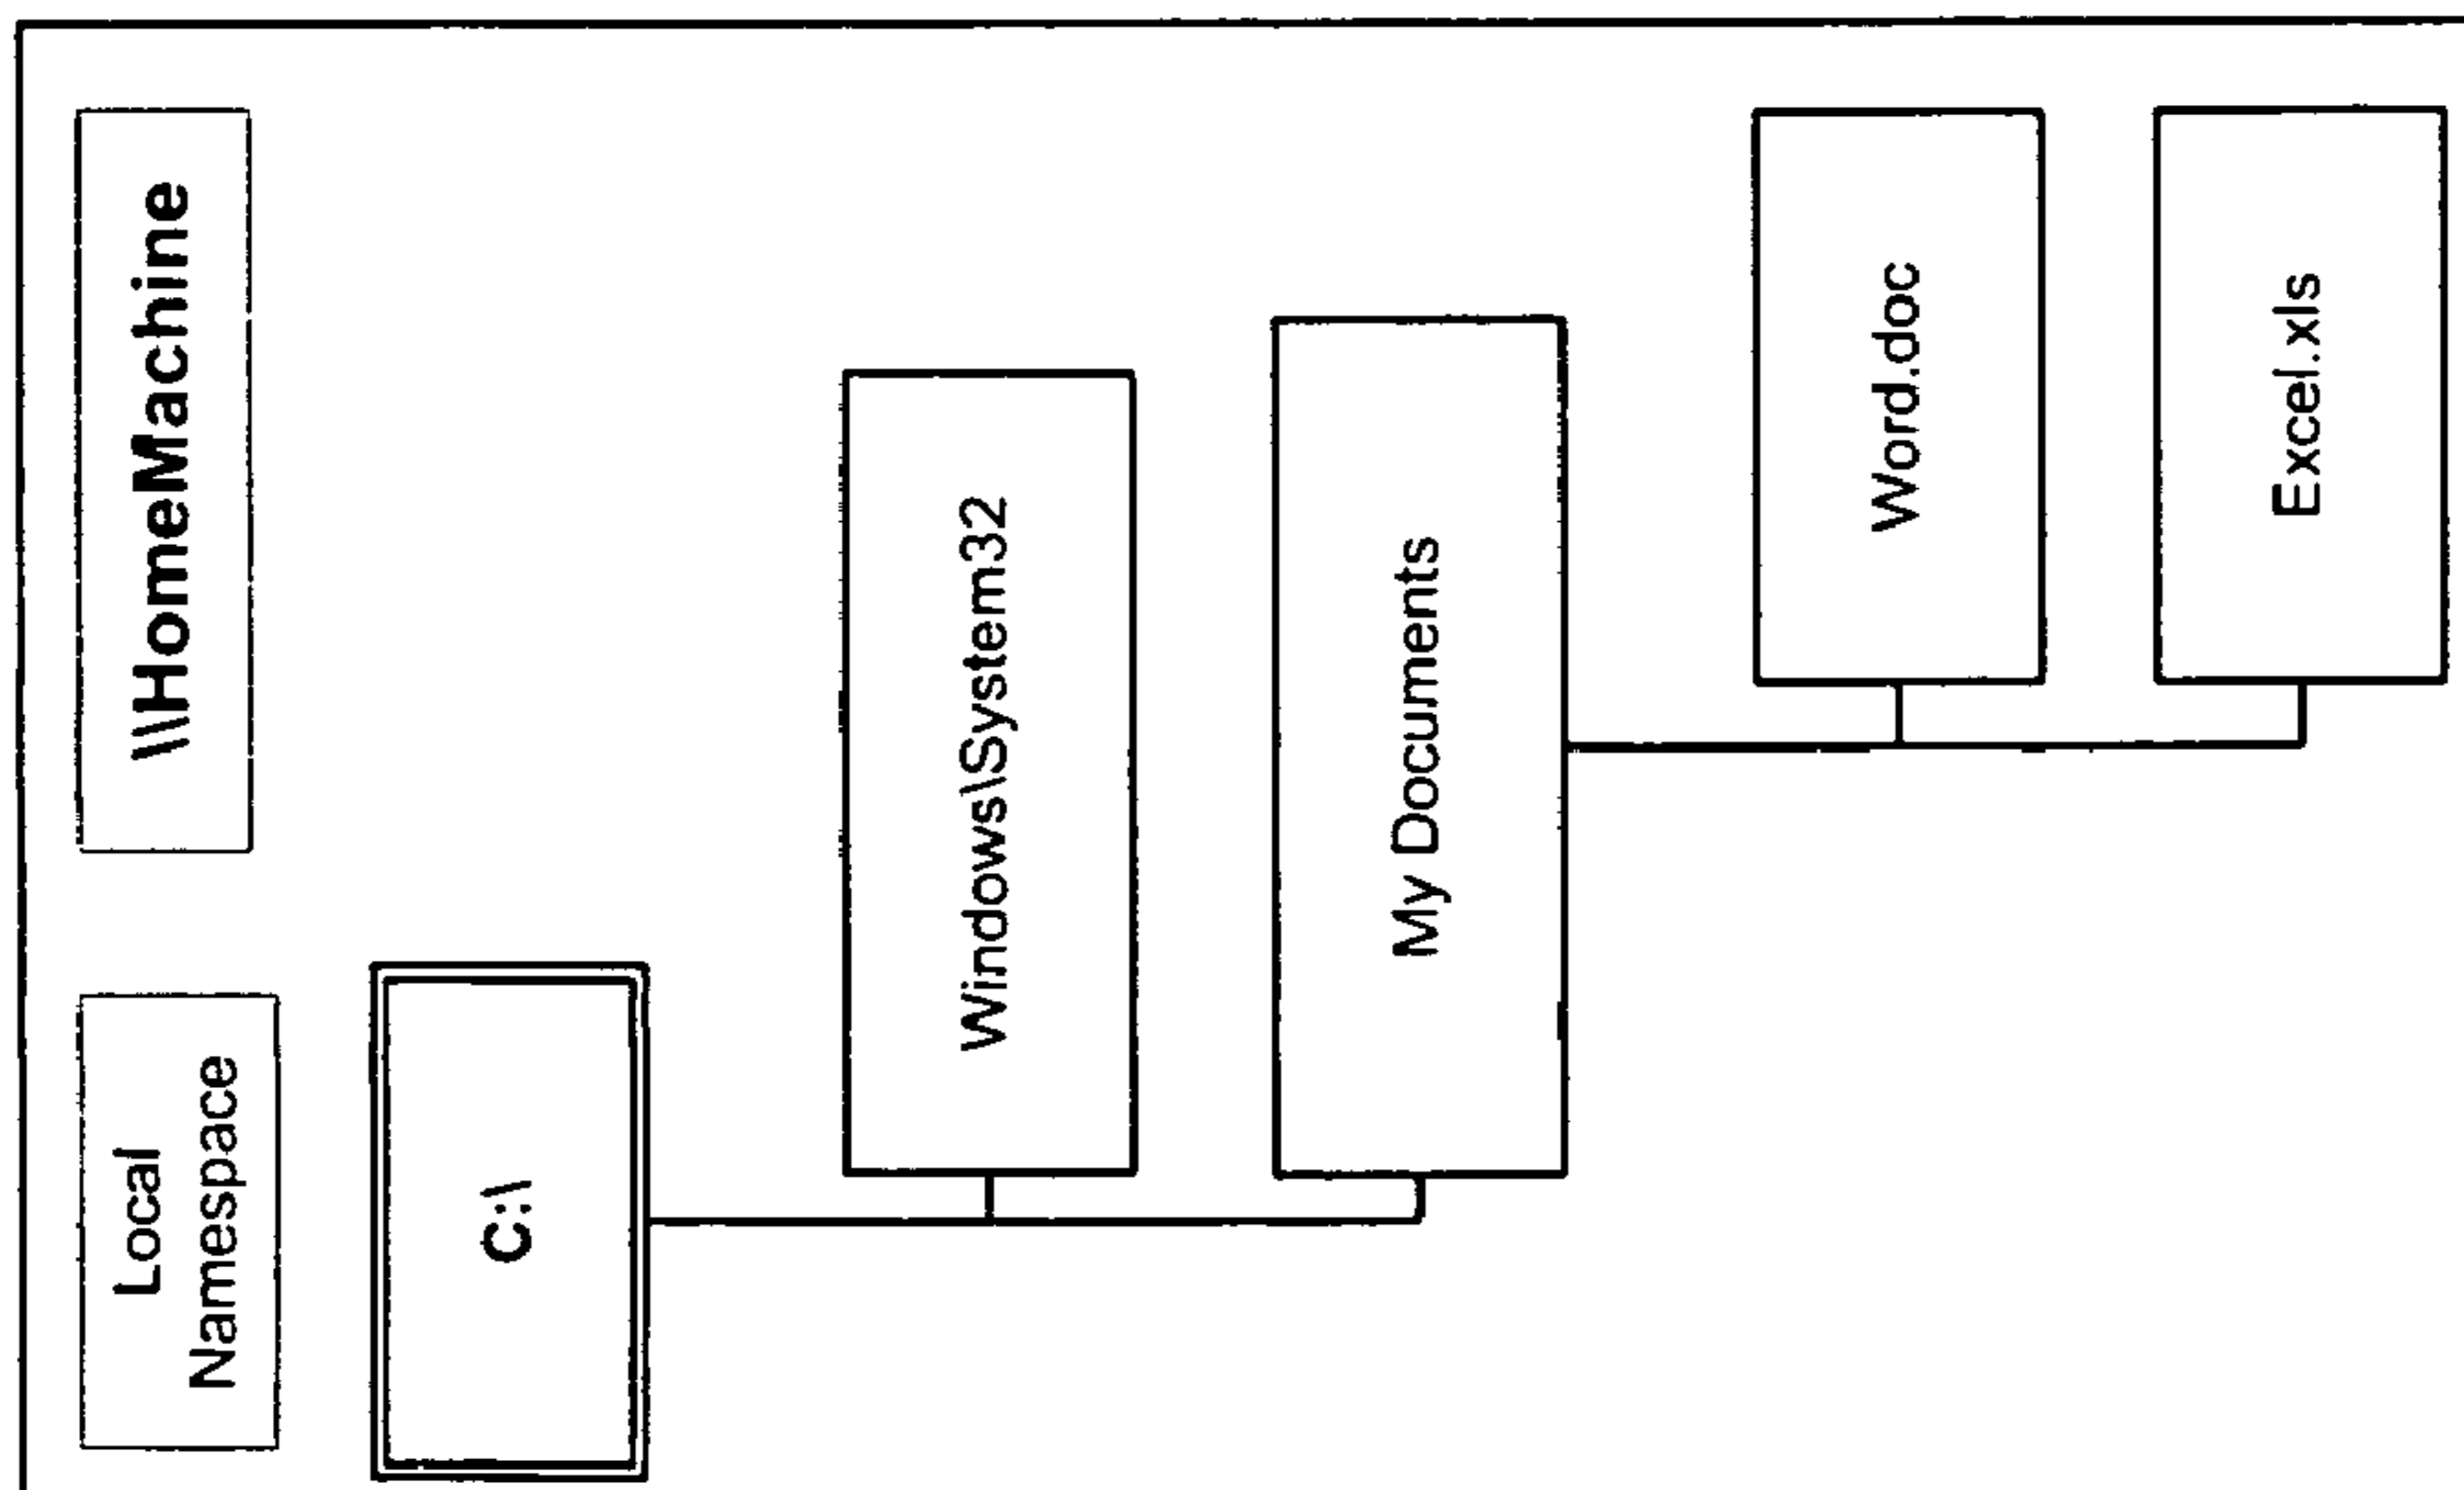 Local
Namespace
\\HomeMachine
C:\
Windows\System32
My Documents
Word.doc
Excel.xls